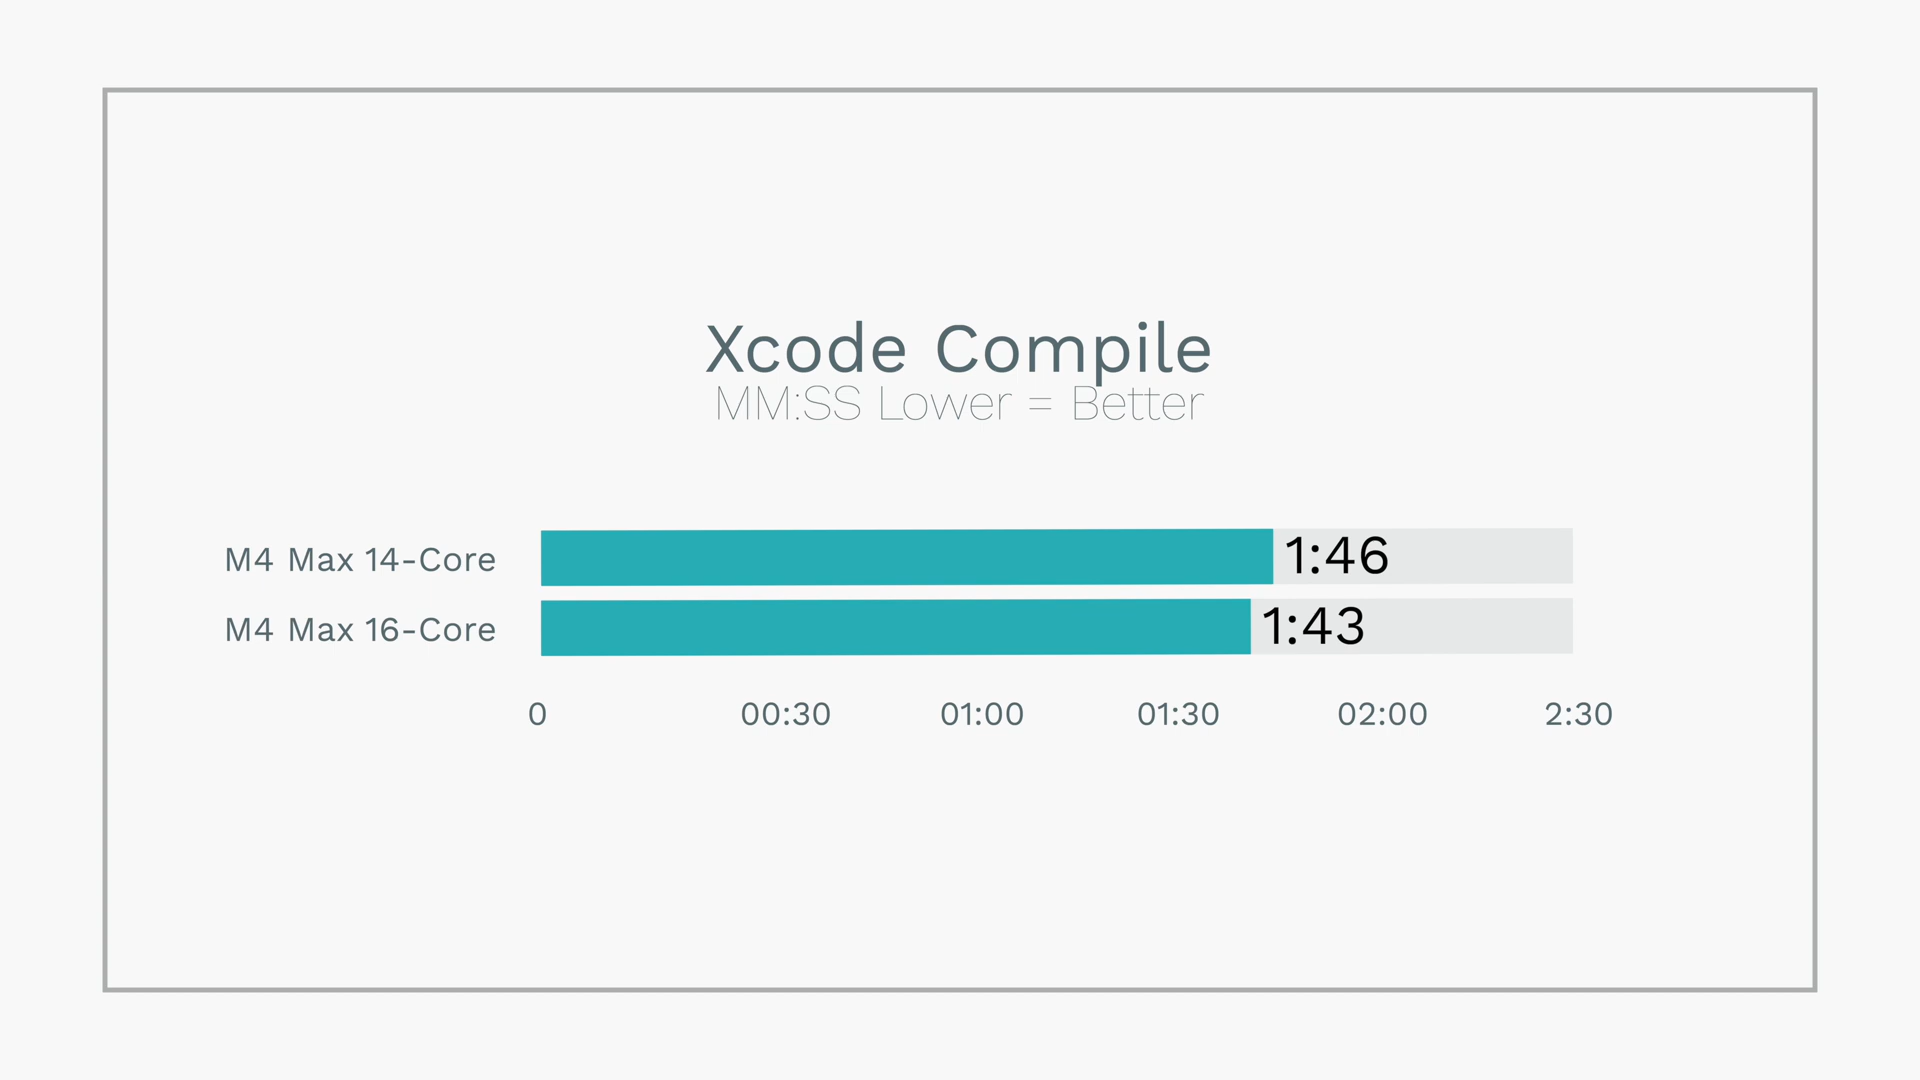 Xcode Compile
MM:SS Lower = Better
M4 Max 14-Core 1:46
M4 Max 16-Core 1:43
0 00:30 01:00 01:30 02:00 2:30